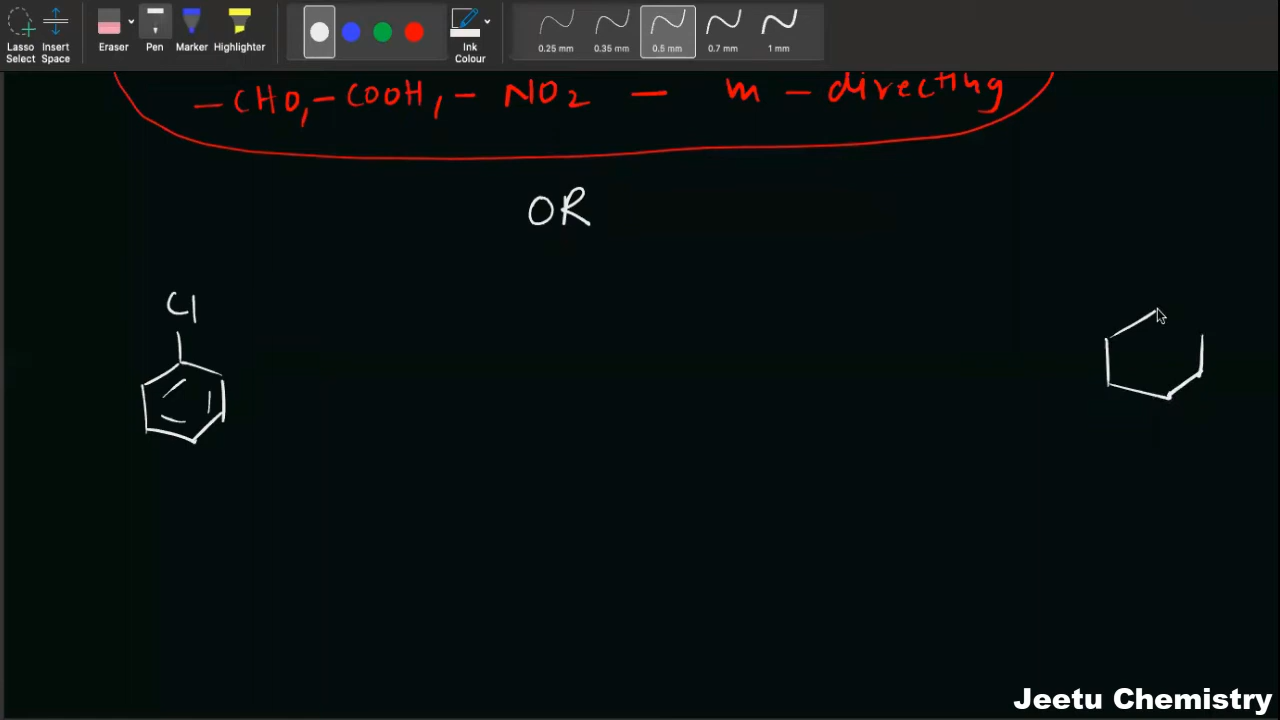 Lasso Select
Insert Space
Eraser
Pen
Marker
Highlighter
Ink Colour
0.25 mm
0.35 mm
0.5 mm
0.7 mm
1 mm
—CHO, —COOH, — NO2 — m — directing
OR
Cl
Jeetu Chemistry